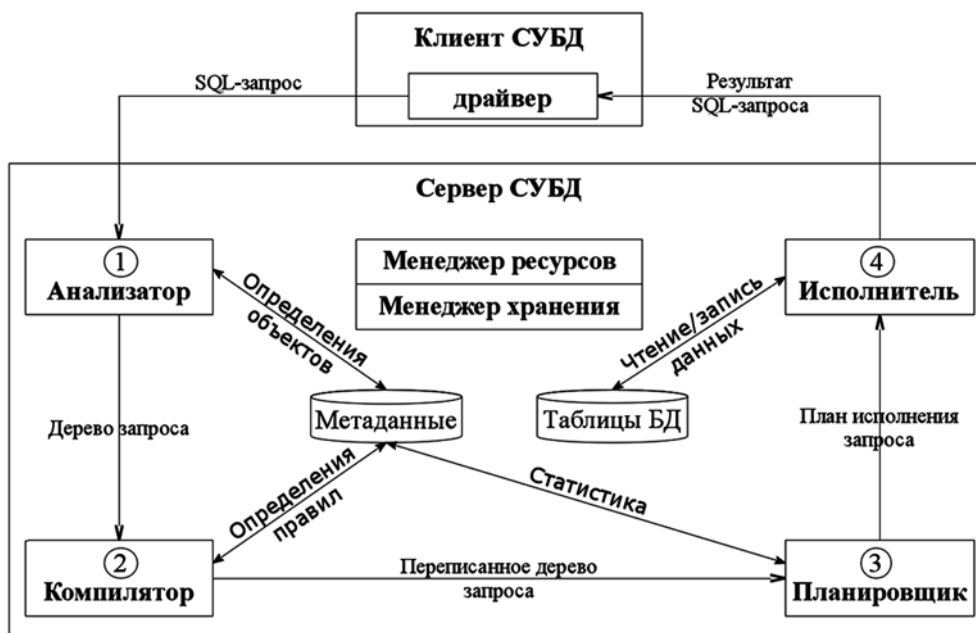 Клиент СУБД
SQL-запрос
драйвер
Результат
SQL-запроса
Сервер СУБД
1
Анализатор
Определения
объектов
Менеджер ресурсов
Менеджер хранения
4
Исполнитель
Чтение/запись
данных
Метаданные
Таблицы БД
Дерево запроса
План исполнения
запроса
Определения
правил
Статистика
2
Компилятор
Переписанное дерево
запроса
3
Планировщик